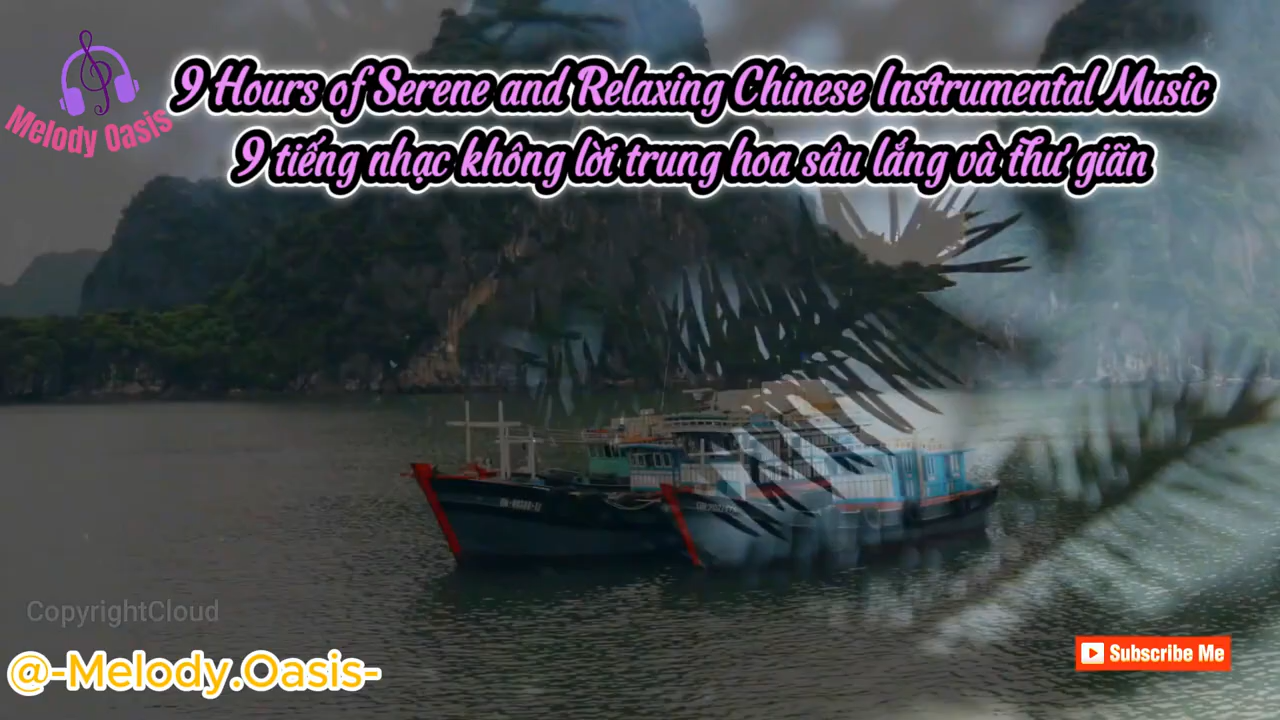 Melody Oasis
9 Hours of Serene and Relaxing Chinese Instrumental Music
9 tiếng nhạc không lời trung hoa sâu lắng và thư giãn
CopyrightCloud
@-Melody.Oasis-
Subscribe Me